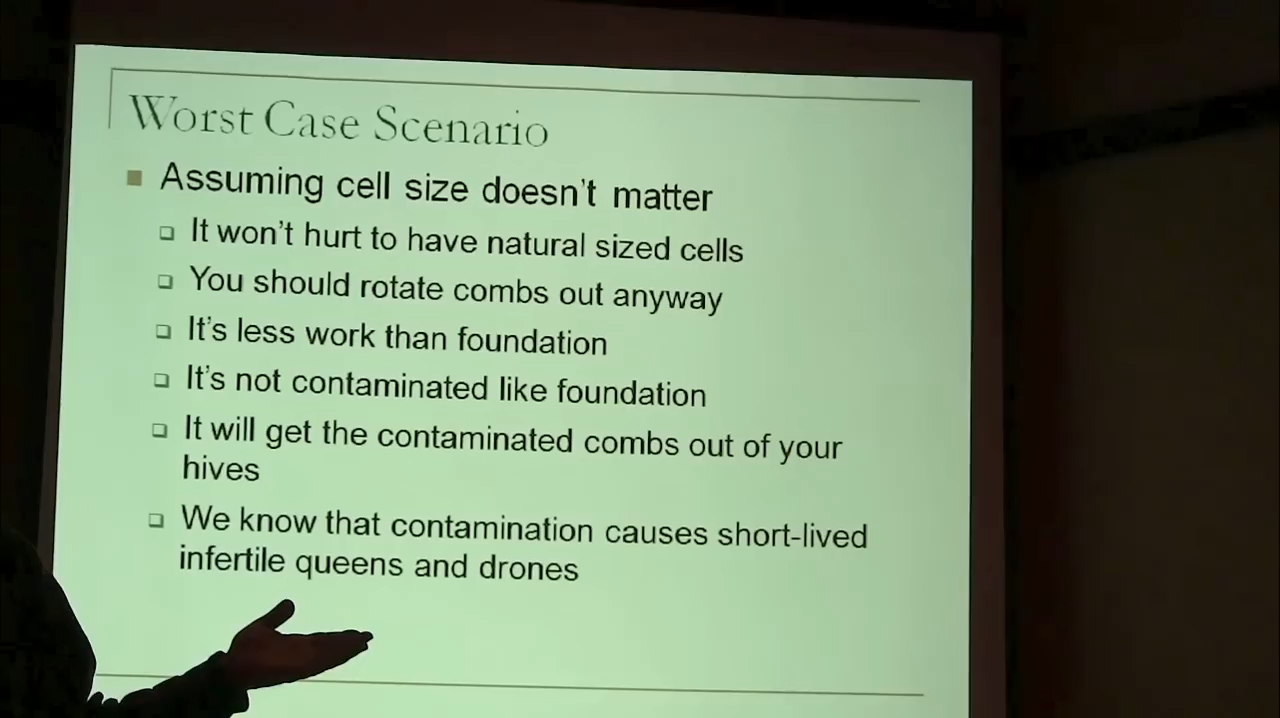 Worst Case Scenario
Assuming cell size doesn't matter
It won't hurt to have natural sized cells
You should rotate combs out anyway
It's less work than foundation
It's not contaminated like foundation
It will get the contaminated combs out of your
hives
We know that contamination causes short-lived
infertile queens and drones